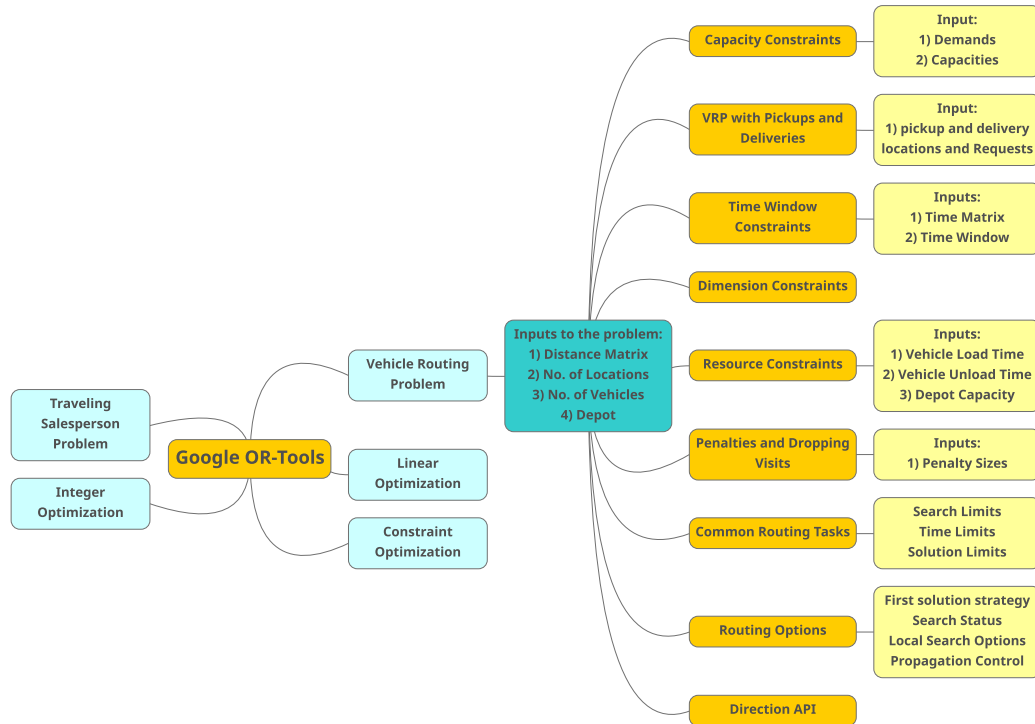 Capacity Constraints
Input:
1) Demands
2) Capacities
VRP with Pickups and
Deliveries
Input:
1) pickup and delivery
locations and Requests
Time Window
Constraints
Inputs:
1) Time Matrix
2) Time Window
Dimension Constraints
Inputs to the problem:
1) Distance Matrix
2) No. of Locations
3) No. of Vehicles
4) Depot
Vehicle Routing
Problem
Resource Constraints
Inputs:
1) Vehicle Load Time
2) Vehicle Unload Time
3) Depot Capacity
Traveling
Salesperson
Problem
Google OR-Tools
Integer
Optimization
Linear
Optimization
Constraint
Optimization
Penalties and Dropping
Visits
Inputs:
1) Penalty Sizes
Common Routing Tasks
Search Limits
Time Limits
Solution Limits
Routing Options
First solution strategy
Search Status
Local Search Options
Propagation Control
Direction API